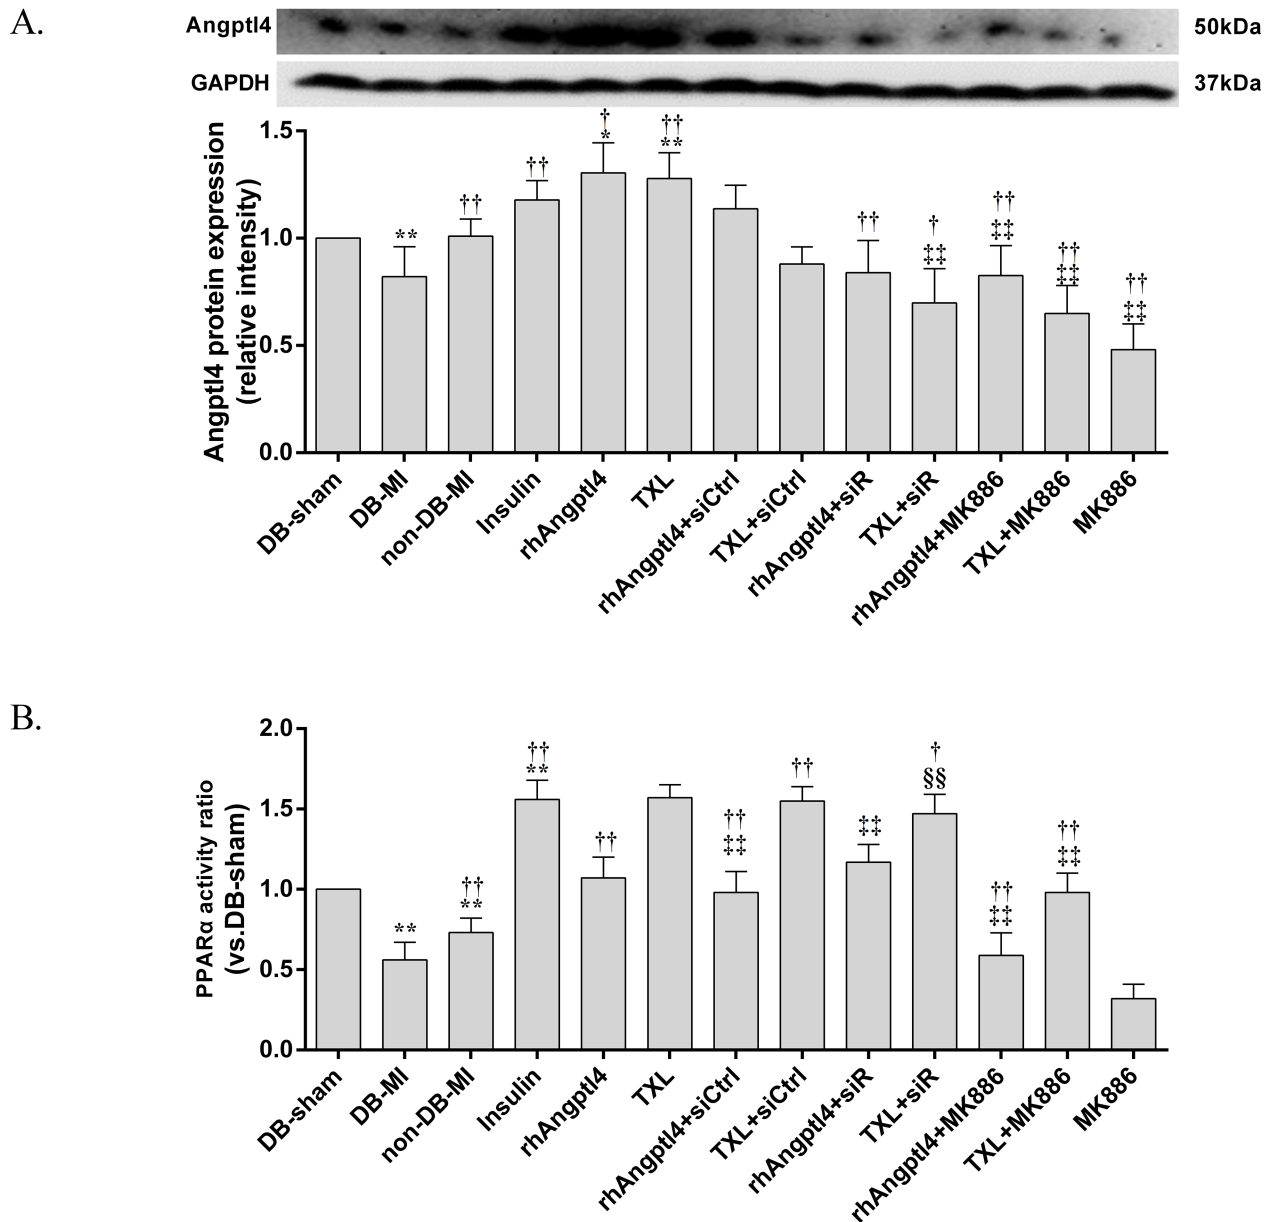 A.
Angptl4
50kDa
GAPDH
37kDa
Angptl4 protein expression
(relative intensity)
1.5
1.0
0.5
0.0
**
††
††
†
*
††
**
††
†
‡‡
††
‡‡
††
‡‡
††
‡‡
DB-sham
DB-MI
non-DB-MI
Insulin
rhAngptl4
TXL
rhAngptl4+siCtrl
TXL+siCtrl
rhAngptl4+siR
TXL+siR
rhAngptl4+MK886
TXL+MK886
MK886
B.
PPARα activity ratio
(vs.DB-sham)
2.0
1.5
1.0
0.5
0.0
**
††
**
††
**
††
††
‡‡
††
‡‡
†
§§
††
‡‡
††
‡‡
DB-sham
DB-MI
non-DB-MI
Insulin
rhAngptl4
TXL
rhAngptl4+siCtrl
TXL+siCtrl
rhAngptl4+siR
TXL+siR
rhAngptl4+MK886
TXL+MK886
MK886